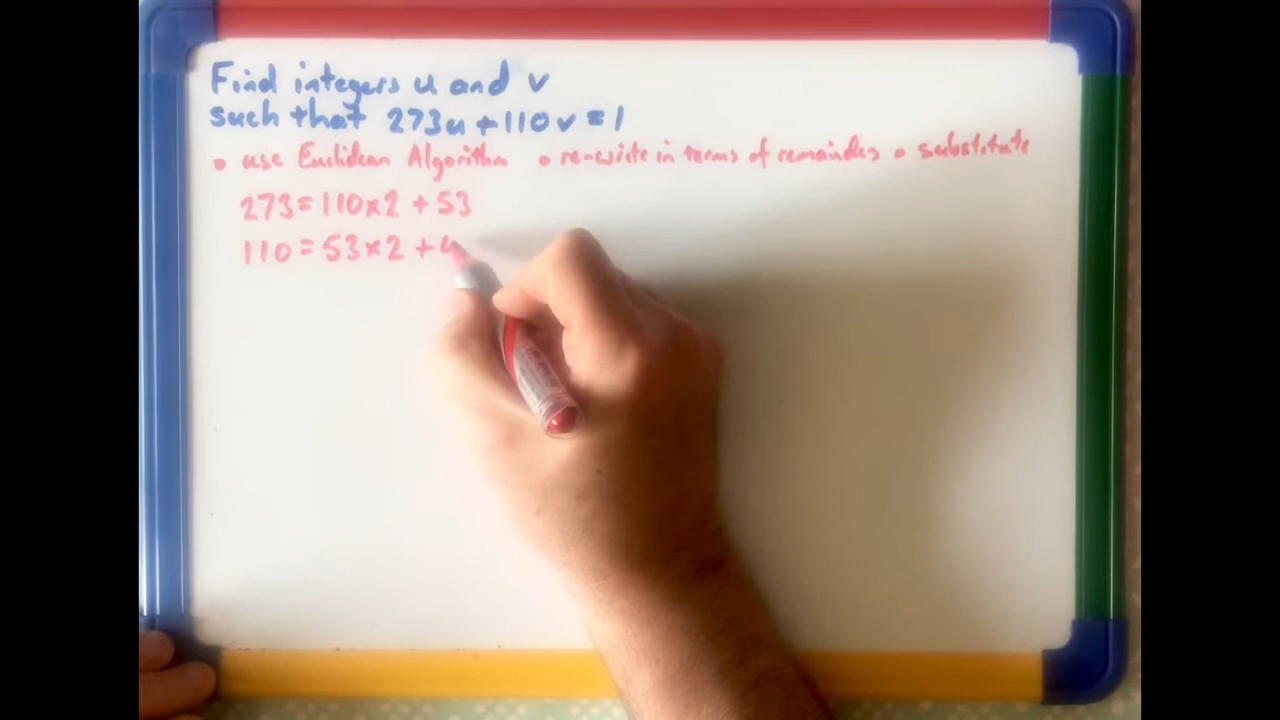 Find integers u and v
such that 273u + 110v = 1
• use Euclidean Algorithm • re-write in terms of remainders • substitute
273 = 110 × 2 + 53
110 = 53 × 2 + 4